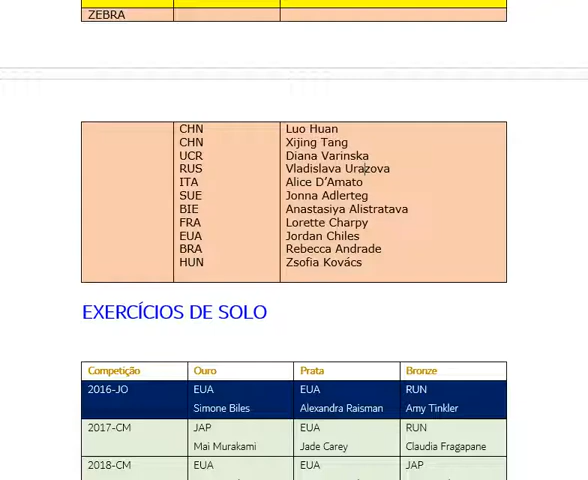 ZEBRA
CHN Luo Huan
CHN Xijing Tang
UCR Diana Varinska
RUS Vladislava Urazova
ITA Alice D’Amato
SUE Jonna Adlerteg
BIE Anastasiya Alistratava
FRA Lorette Charpy
EUA Jordan Chiles
BRA Rebecca Andrade
HUN Zsofia Kovács
EXERCÍCIOS DE SOLO
Competição Ouro Prata Bronze
2016-JO EUA EUA RUN
Simone Biles Alexandra Raisman Amy Tinkler
2017-CM JAP EUA RUN
Mai Murakami Jade Carey Claudia Fragapane
2018-CM EUA EUA JAP